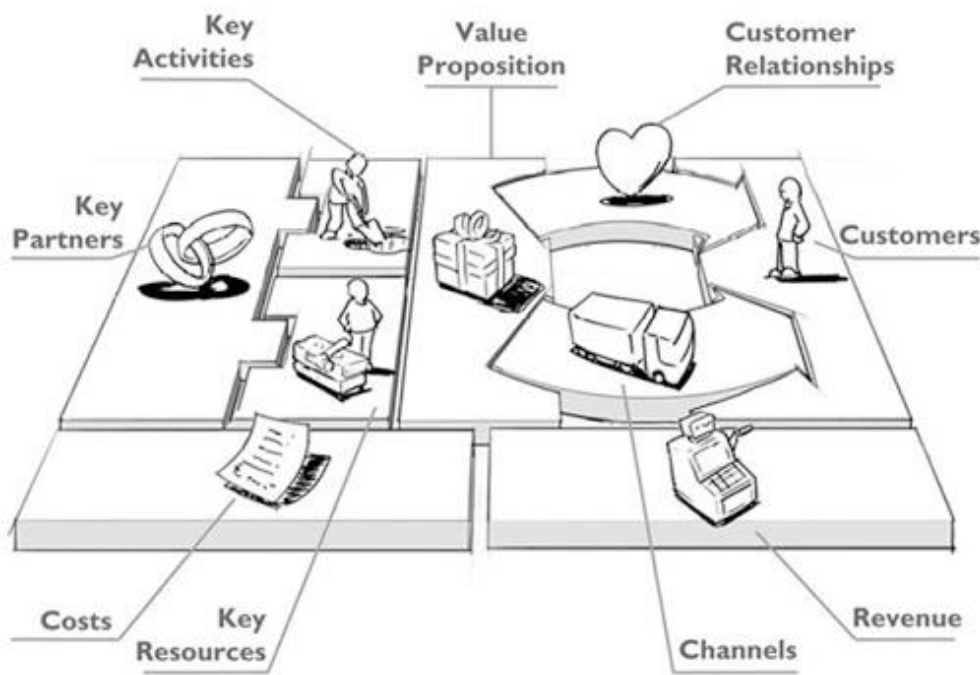 Key
Activities
Value
Proposition
Customer
Relationships
Key
Partners
Customers
Costs
Key
Resources
Channels
Revenue